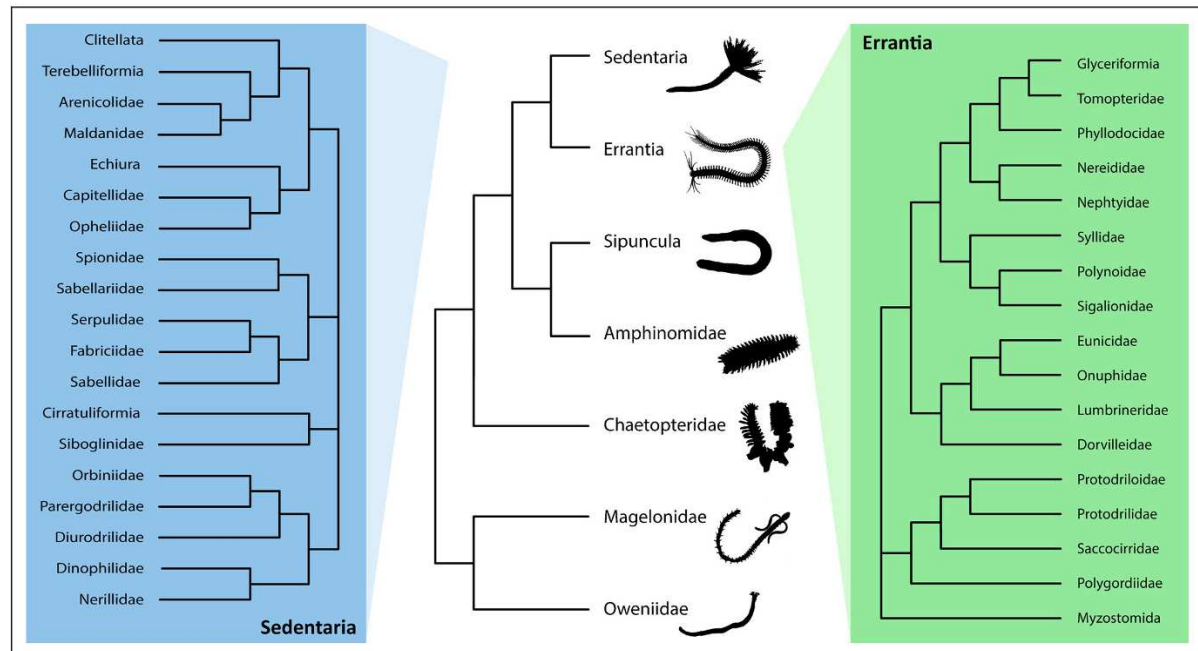 Clitellata
Terebelliformia
Arenicolidae
Maldanidae
Echiura
Capitellidae
Opheliidae
Spionidae
Sabellariidae
Serpulidae
Fabriciidae
Sabellidae
Cirratuliformia
Siboglinidae
Orbiniidae
Parergodrilidae
Diurodrilidae
Dinophilidae
Nerillidae
Sedentaria
Sedentaria
Errantia
Sipuncula
Amphinomidae
Chaetopteridae
Magelonidae
Oweniidae
Errantia
Glyceriformia
Tomopteridae
Phyllodocidae
Nereididae
Nephtyidae
Syllidae
Polynoidae
Sigalionidae
Eunicidae
Onuphidae
Lumbrineridae
Dorvilleidae
Protodriloidae
Protodrilidae
Saccocirridae
Polygordiidae
Myzostomida